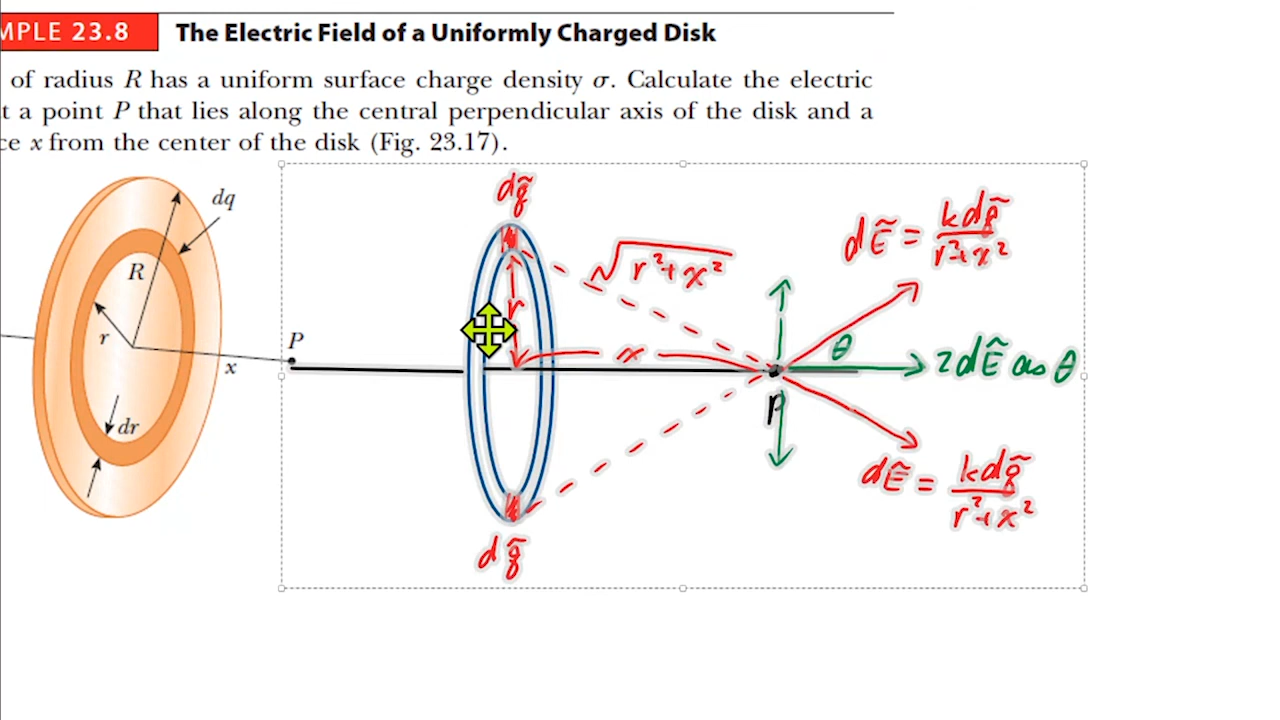 MPLE 23.8 The Electric Field of a Uniformly Charged Disk
of radius R has a uniform surface charge density σ. Calculate the electric
t a point P that lies along the central perpendicular axis of the disk and a
ce x from the center of the disk (Fig. 23.17).
dq
R
r
dr
P
x
dq̃
√r²+x²
r
x
dẼ = kdq̃/r²+x²
θ
2dẼ cos θ
P
dẼ = kdq̃/r²+x²
dq̃